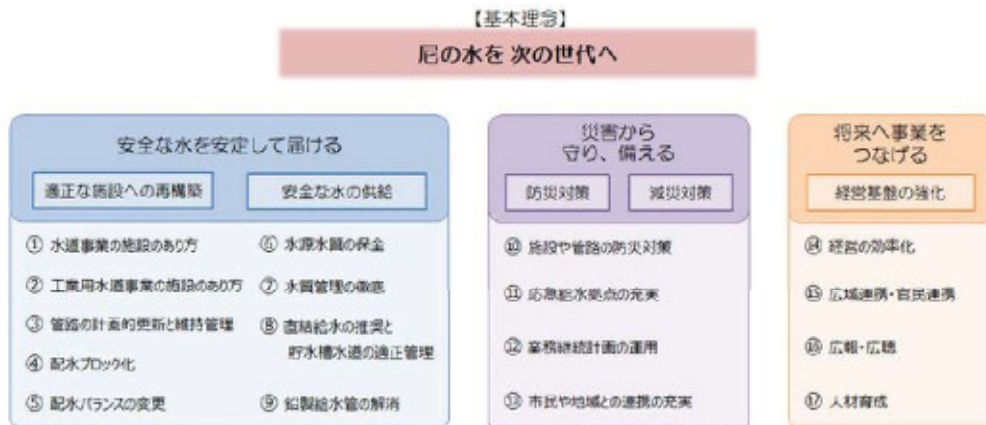 【基本理念】
尼の水を 次の世代へ
安全な水を安定して届ける
適正な施設への再構築
安全な水の供給
① 水道事業の施設のあり方
② 工業用水道事業の施設のあり方
③ 管路の計画的更新と維持管理
④ 配水ブロック化
⑤ 配水バランスの変更
⑥ 水源水質の保全
⑦ 水質管理の徹底
⑧ 直結給水の推奨と
貯水槽水道の適正管理
⑨ 鉛製給水管の解消
災害から
守り、備える
防災対策
減災対策
⑩ 施設や管路の防災対策
⑪ 応急給水拠点の充実
⑫ 業務継続計画の運用
⑬ 市民や地域との連携の充実
将来へ事業を
つなげる
経営基盤の強化
⑭ 経営の効率化
⑮ 広域連携・官民連携
⑯ 広報・広聴
⑰ 人材育成